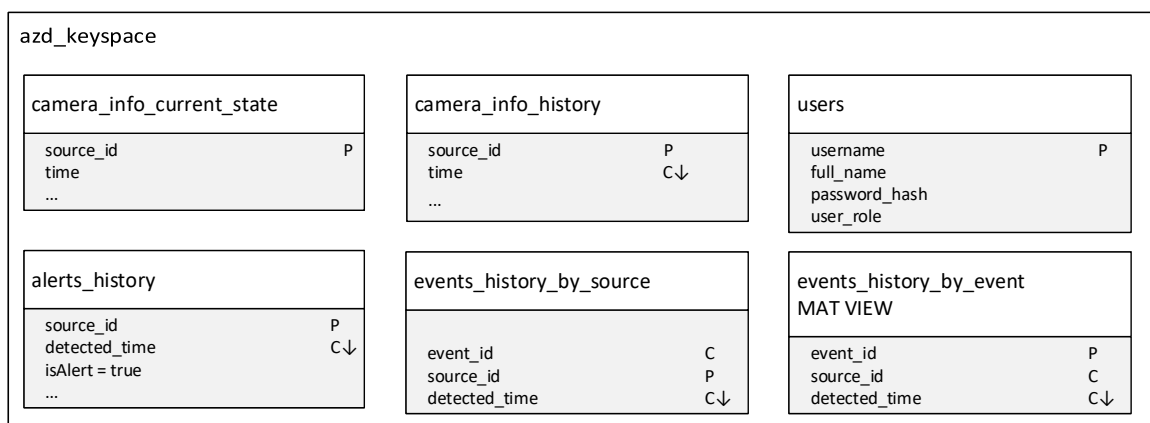 azd_keyspace
camera_info_current_state
source_id P
time
...
camera_info_history
source_id P
time C↓
...
users
username P
full_name
password_hash
user_role
alerts_history
source_id P
detected_time C↓
isAlert = true
...
events_history_by_source
event_id C
source_id P
detected_time C↓
events_history_by_event
MAT VIEW
event_id P
source_id C
detected_time C↓